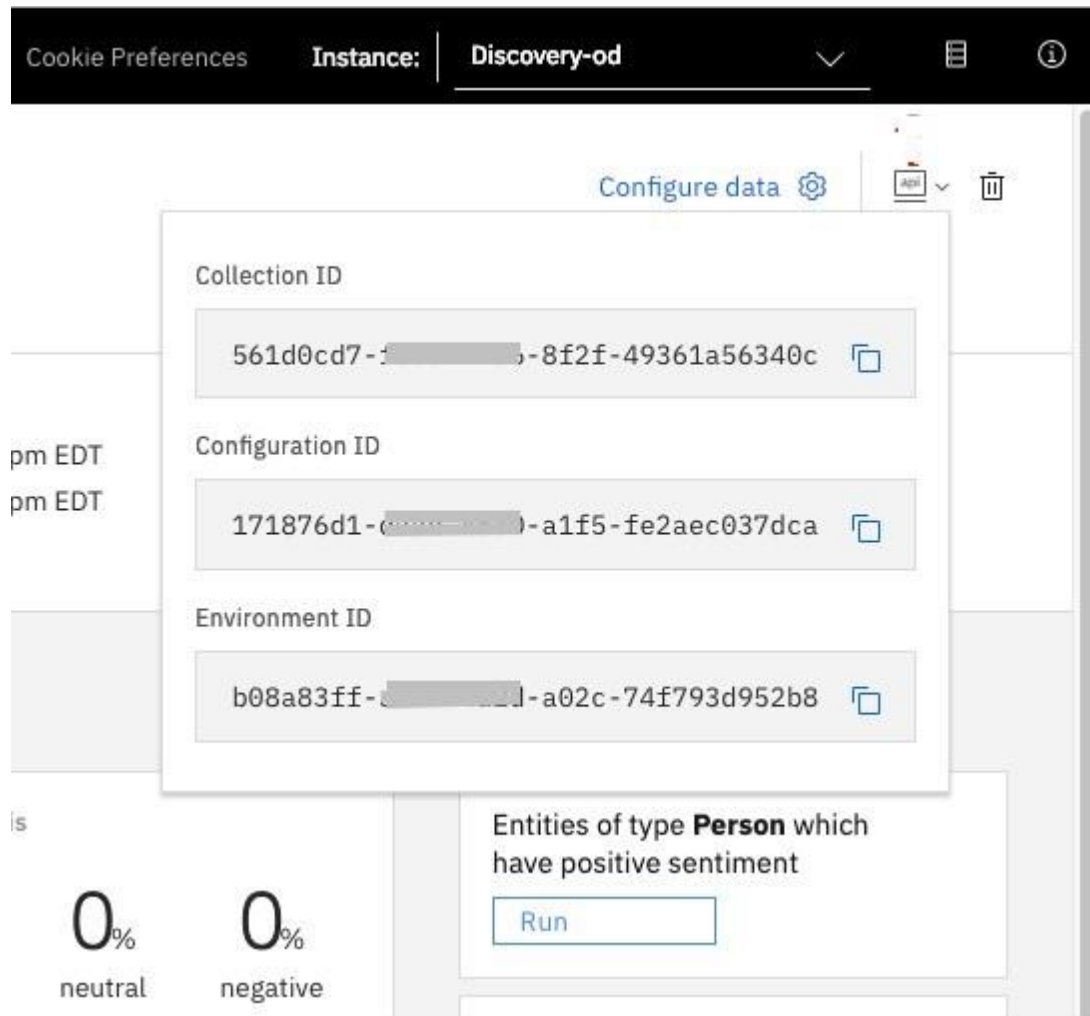 Cookie Preferences Instance: Discovery-od
Configure data
Api
Collection ID
561d0cd7- -8f2f-49361a56340c
Configuration ID
pm EDT
pm EDT
171876d1- -a1f5-fe2aec037dca
Environment ID
b08a83ff- -a02c-74f793d952b8
is
0%
neutral
0%
negative
Entities of type Person which
have positive sentiment
Run